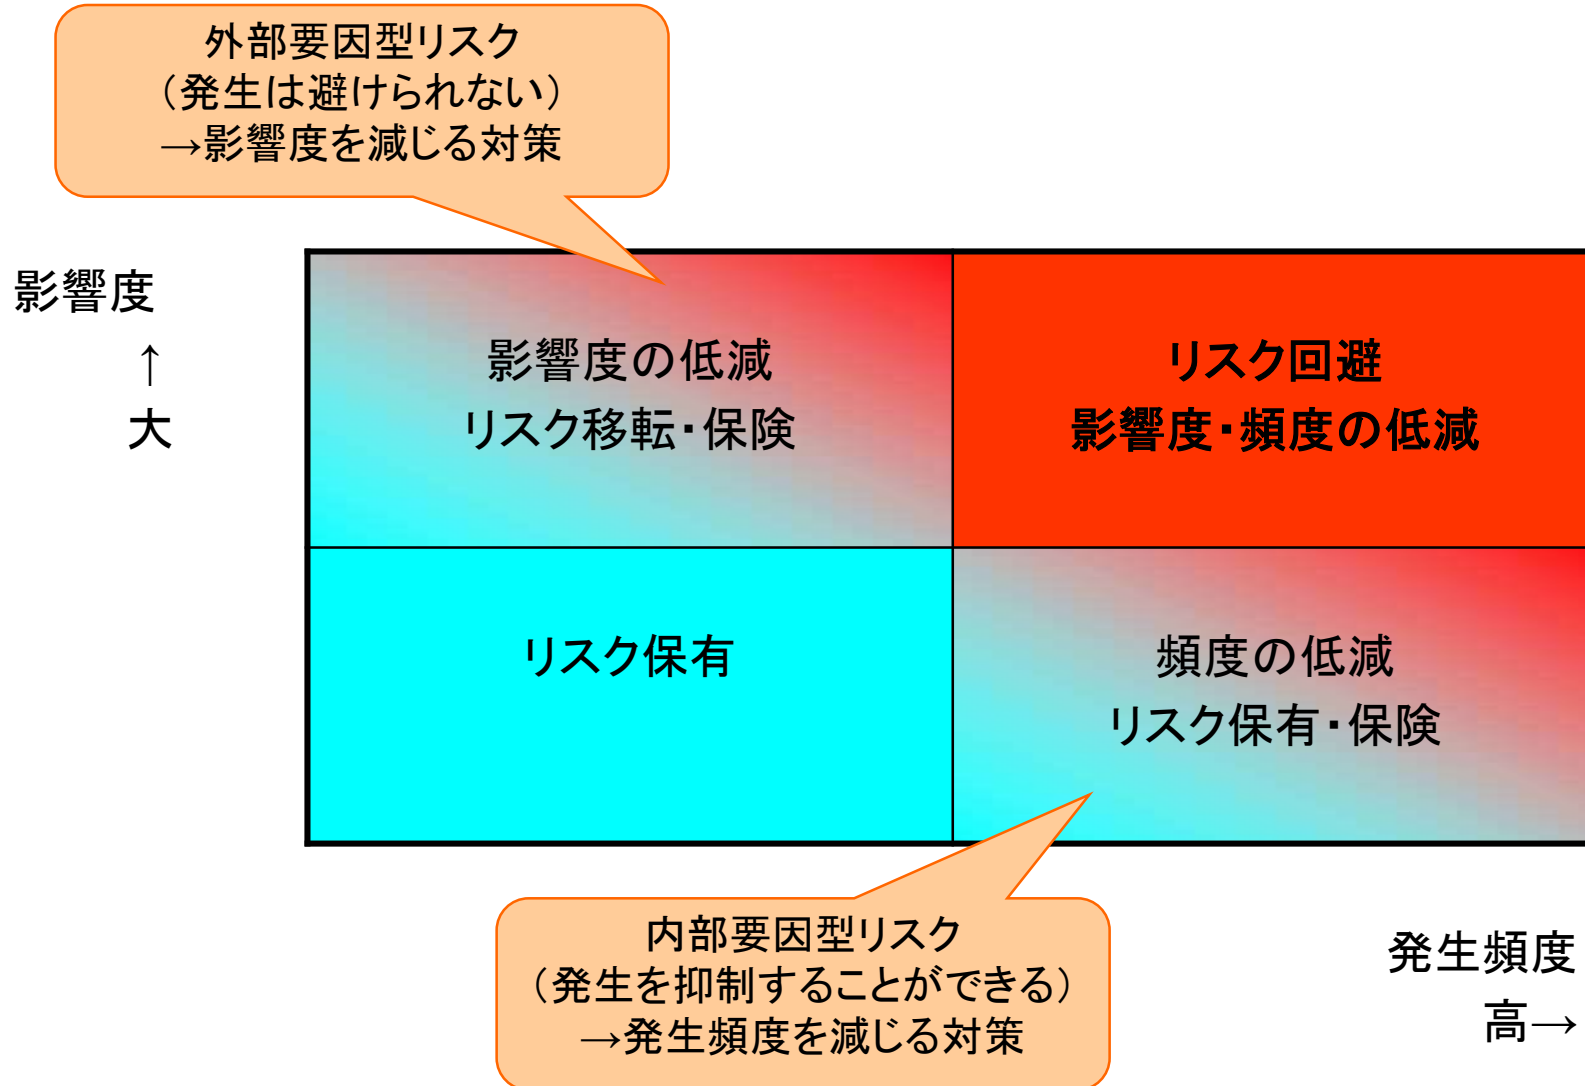 外部要因型リスク
（発生は避けられない）
→影響度を減じる対策
影響度
↑
大
影響度の低減
リスク移転・保険
リスク回避
影響度・頻度の低減
リスク保有
頻度の低減
リスク保有・保険
内部要因型リスク
（発生を抑制することができる）
→発生頻度を減じる対策
発生頻度
高→